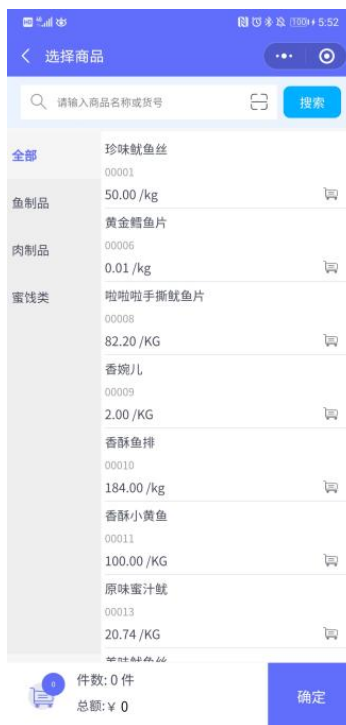 5:52
选择商品
请输入商品名称或货号
搜索
全部
鱼制品
肉制品
蜜饯类
珍味鱿鱼丝
00001
50.00 /kg
黄金鳕鱼片
00006
0.01 /kg
啦啦啦手撕鱿鱼片
00008
82.20 /KG
香婉儿
00009
2.00 /KG
香酥鱼排
00010
184.00 /kg
香酥小黄鱼
00011
100.00 /KG
原味蜜汁鱿
00013
20.74 /KG
0
件数: 0 件
总额:¥ 0
确定